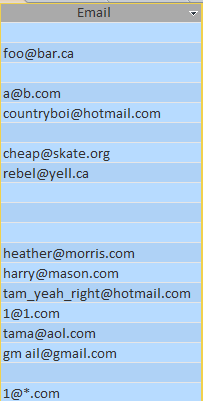 Email
foo@bar.ca
a@b.com
countryboi@hotmail.com
cheap@skate.org
rebel@yell.ca
heather@morris.com
harry@mason.com
tam_yeah_right@hotmail.com
1@1.com
tama@aol.com
gm ail@gmail.com
1@*.com